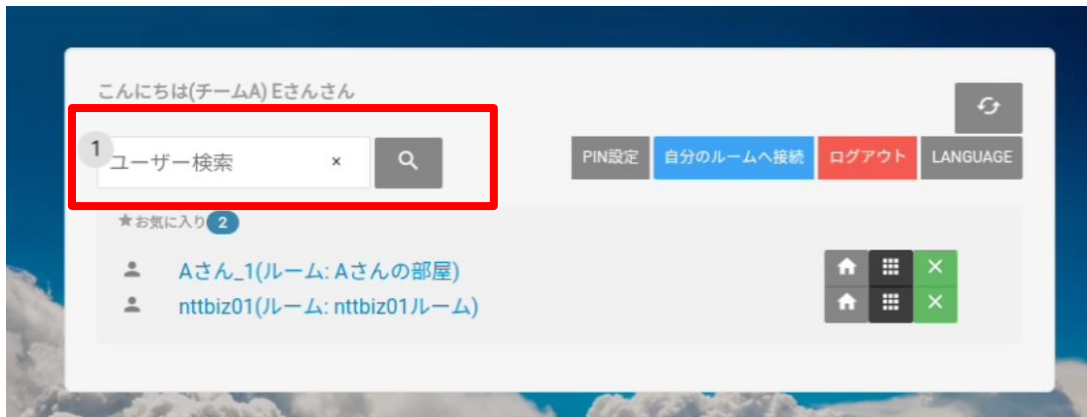 こんにちは(チームA) Eさんさん
1
ユーザー検索 ×
PIN設定 自分のルームへ接続 ログアウト LANGUAGE
★お気に入り 2
Aさん_1(ルーム: Aさんの部屋)
nttbiz01(ルーム: nttbiz01ルーム)